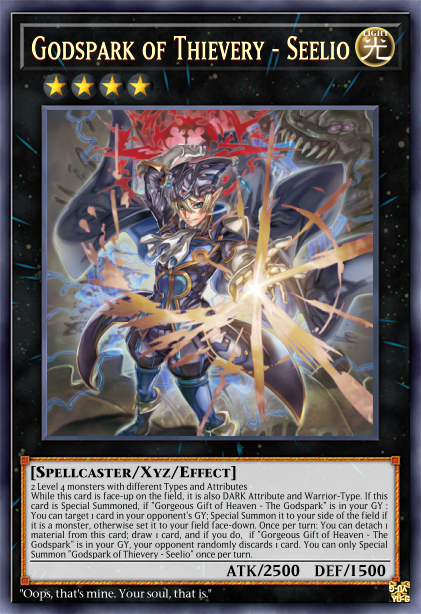 GODSPARK OF THIEVERY - SEELIO
LIGHT
光
[SPELLCASTER/XYZ/EFFECT]
2 Level 4 monsters with different Types and Attributes
While this card is face-up on the field, it is also DARK Attribute and Warrior-Type. If this
card is Special Summoned, if "Gorgeous Gift of Heaven - The Godspark" is in your GY :
You can target 1 card in your opponent's GY; Special Summon it to your side of the field if
it is a monster, otherwise set it to your field face-down. Once per turn: You can detach 1
material from this card; draw 1 card, and if you do, if "Gorgeous Gift of Heaven - The
Godspark" is in your GY, your opponent randomly discards 1 card. You can only Special
Summon "Godspark of Thievery - Seelio" once per turn.
ATK/2500 DEF/1500
"Oops, that's mine. Your soul, that is."